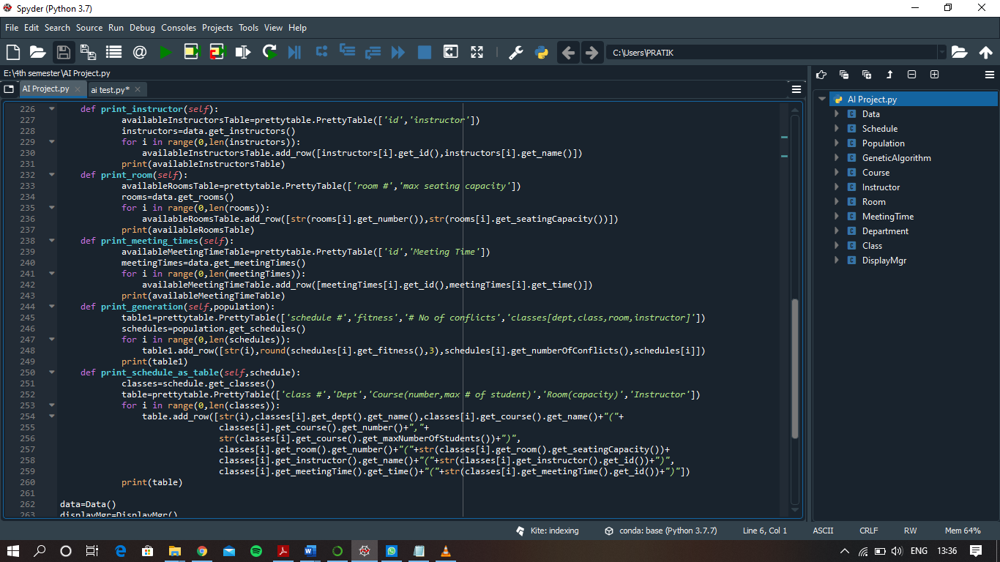 Spyder (Python 3.7)
File Edit Search Source Run Debug Consoles Projects Tools View Help
C:\Users\PRATIK
E:\4th semester\AI Project.py
AI Project.py
ai test.py*
226 def print_instructor(self):
227 availableInstructorsTable=prettytable.PrettyTable(['id','instructor'])
228 instructors=data.get_instructors()
229 for i in range(0,len(instructors)):
230 availableInstructorsTable.add_row([instructors[i].get_id(),instructors[i].get_name()])
231 print(availableInstructorsTable)
232 def print_room(self):
233 availableRoomsTable=prettytable.PrettyTable(['room #','max seating capacity'])
234 rooms=data.get_rooms()
235 for i in range(0,len(rooms)):
236 availableRoomsTable.add_row([str(rooms[i].get_number()),str(rooms[i].get_seatingCapacity())])
237 print(availableRoomsTable)
238 def print_meeting_times(self):
239 availableMeetingTimeTable=prettytable.PrettyTable(['id','Meeting Time'])
240 meetingTimes=data.get_meetingTimes()
241 for i in range(0,len(meetingTimes)):
242 availableMeetingTimeTable.add_row([meetingTimes[i].get_id(),meetingTimes[i].get_time()])
243 print(availableMeetingTimeTable)
244 def print_generation(self,population):
245 table1=prettytable.PrettyTable(['schedule #','fitness','# No of conflicts','classes[dept,class,room,instructor]'])
246 schedules=population.get_schedules()
247 for i in range(0,len(schedules)):
248 table1.add_row([str(i),round(schedules[i].get_fitness(),3),schedules[i].get_numberOfConflicts(),schedules[i]])
249 print(table1)
250 def print_schedule_as_table(self,schedule):
251 classes=schedule.get_classes()
252 table=prettytable.PrettyTable(['class #','Dept','Course(number,max # of student)','Room(capacity)','Instructor'])
253 for i in range(0,len(classes)):
254 table.add_row([str(i),classes[i].get_dept().get_name(),classes[i].get_course().get_name()+"("+
255 classes[i].get_course().get_number()+","+
256 str(classes[i].get_course().get_maxNumberOfStudents())+")",
257 classes[i].get_room().get_number()+"("+str(classes[i].get_room().get_seatingCapacity())+
258 classes[i].get_instructor().get_name()+"("+str(classes[i].get_instructor().get_id())+")",
259 classes[i].get_meetingTime().get_time()+"("+str(classes[i].get_meetingTime().get_id())+")"])
260 print(table)
261
262 data=Data()
263 displayMgr=DisplayMgr()
AI Project.py
Data
Schedule
Population
GeneticAlgorithm
Course
Instructor
Room
MeetingTime
Department
Class
DisplayMgr
Kite: indexing
conda: base (Python 3.7.7)
Line 6, Col 1
ASCII
CRLF
RW
Mem 64%
ENG 13:36